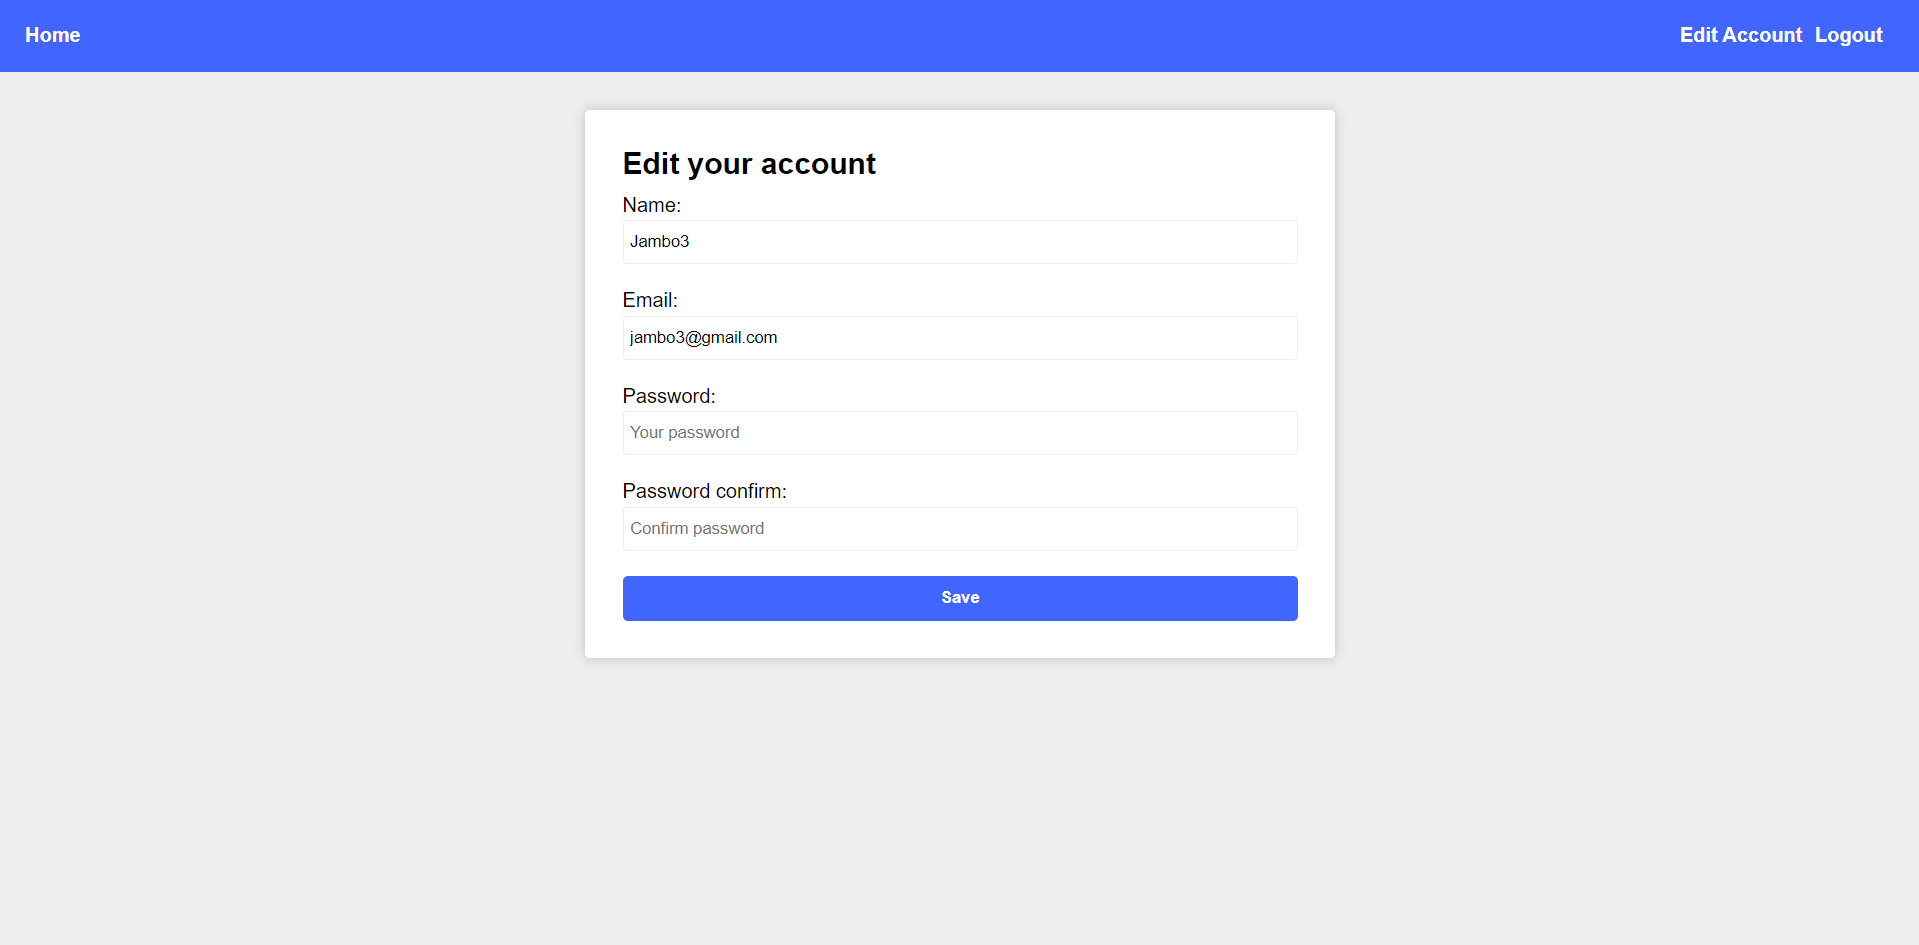 Home Edit Account Logout
Edit your account
Name:
Jambo3
Email:
jambo3@gmail.com
Password:
Your password
Password confirm:
Confirm password
Save